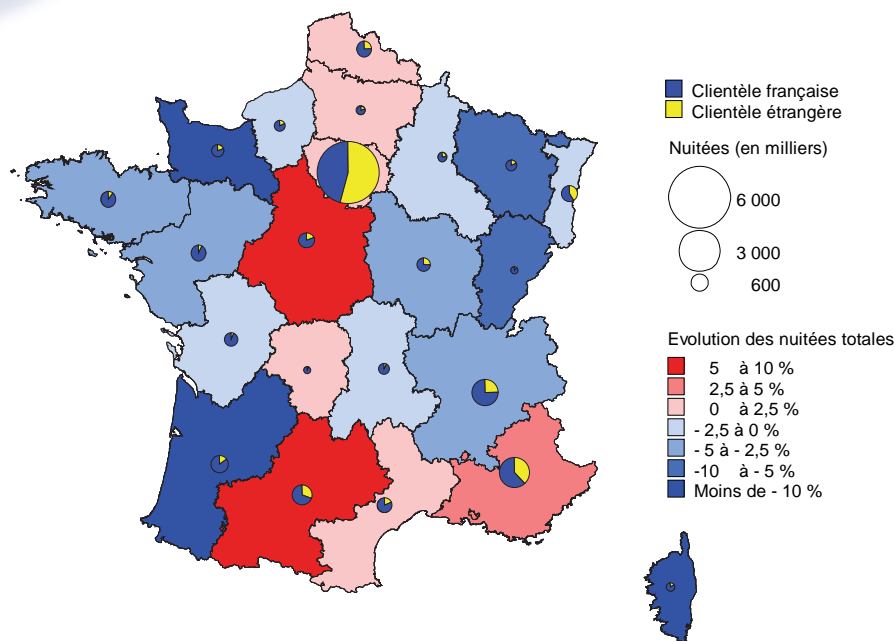 Clientèle française
Clientèle étrangère
Nuitées (en milliers)
6 000
3 000
600
Evolution des nuitées totales
5 à 10 %
2,5 à 5 %
0 à 2,5 %
- 2,5 à 0 %
- 5 à - 2,5 %
-10 à - 5 %
Moins de - 10 %